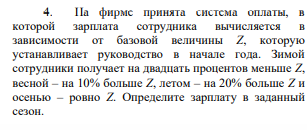 4. На фирме принята система оплаты, в
которой зарплата сотрудника вычисляется в
зависимости от базовой величины Z, которую
устанавливает руководство в начале года. Зимой
сотрудники получает на двадцать процентов меньше Z,
весной – на 10% больше Z, летом – на 20% больше Z и
осенью – ровно Z. Определите зарплату в заданный
сезон.